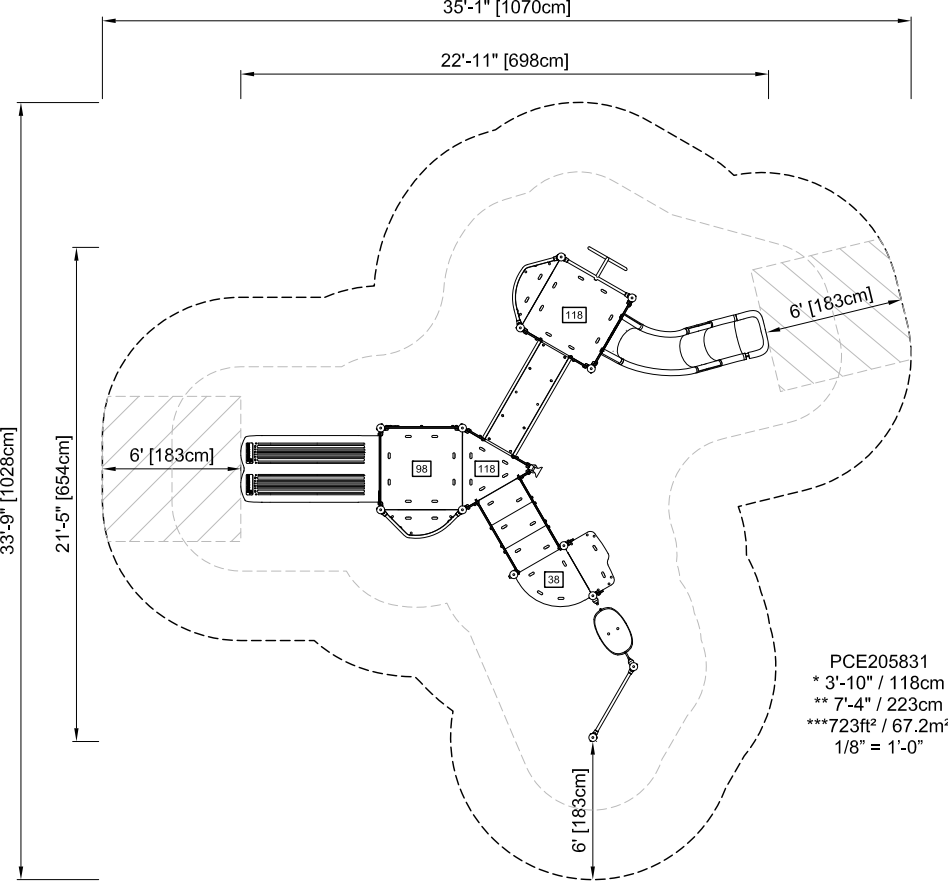 35'-1" [1070cm]
22'-11" [698cm]
118
6' [183cm]
33'-9" [1028cm]
21'-5" [654cm]
6' [183cm]
98
118
38
6' [183cm]
PCE205831
* 3'-10" / 118cm
** 7'-4" / 223cm
***723ft² / 67.2m²
1/8” = 1’-0”